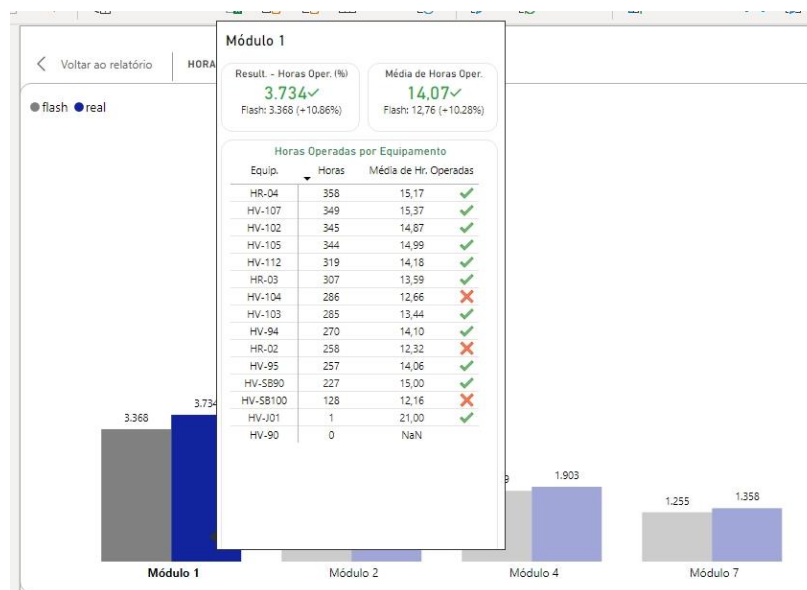 Voltar ao relatório
HORA
flash real
Módulo 1
Result. - Horas Oper. (%)
3.734
Flash: 3.368 (+10.86%)
Média de Horas Oper.
14,07
Flash: 12,76 (+10.28%)
Horas Operadas por Equipamento
Equip. Horas Média de Hr. Operadas
HR-04 358 15,17
HV-107 349 15,37
HV-102 345 14,87
HV-105 344 14,99
HV-112 319 14,18
HR-03 307 13,59
HV-104 286 12,66
HV-103 285 13,44
HV-94 270 14,10
HR-02 258 12,32
HV-95 257 14,06
HV-SB90 227 15,00
HV-SB100 128 12,16
HV-J01 1 21,00
HV-90 0 NaN
3.368
3.734
9
1.903
1.255
1.358
Módulo 1
Módulo 2
Módulo 4
Módulo 7